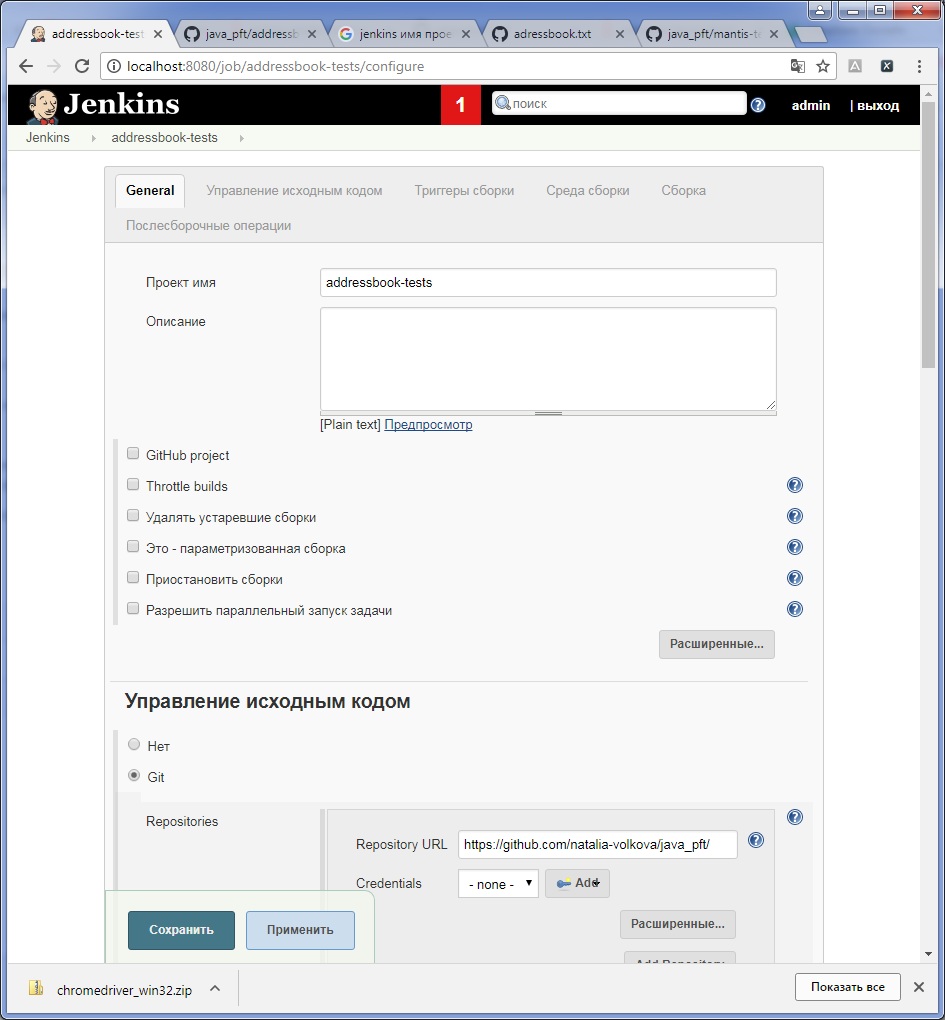 addressbook-test
java_pft/addressb
jenkins имя прое
adressbook.txt
java_pft/mantis-te
localhost:8080/job/addressbook-tests/configure
Jenkins
1
поиск
admin
| выход
Jenkins
addressbook-tests
General
Управление исходным кодом
Триггеры сборки
Среда сборки
Сборка
Послесборочные операции
Проект имя
addressbook-tests
Описание
[Plain text] Предпросмотр
GitHub project
Throttle builds
Удалять устаревшие сборки
Это - параметризованная сборка
Приостановить сборки
Разрешить параллельный запуск задачи
Расширенные...
Управление исходным кодом
Нет
Git
Repositories
Repository URL
https://github.com/natalia-volkova/java_pft/
Credentials
- none -
Add
Расширенные...
Add Repository
Сохранить
Применить
chromedriver_win32.zip
Показать все